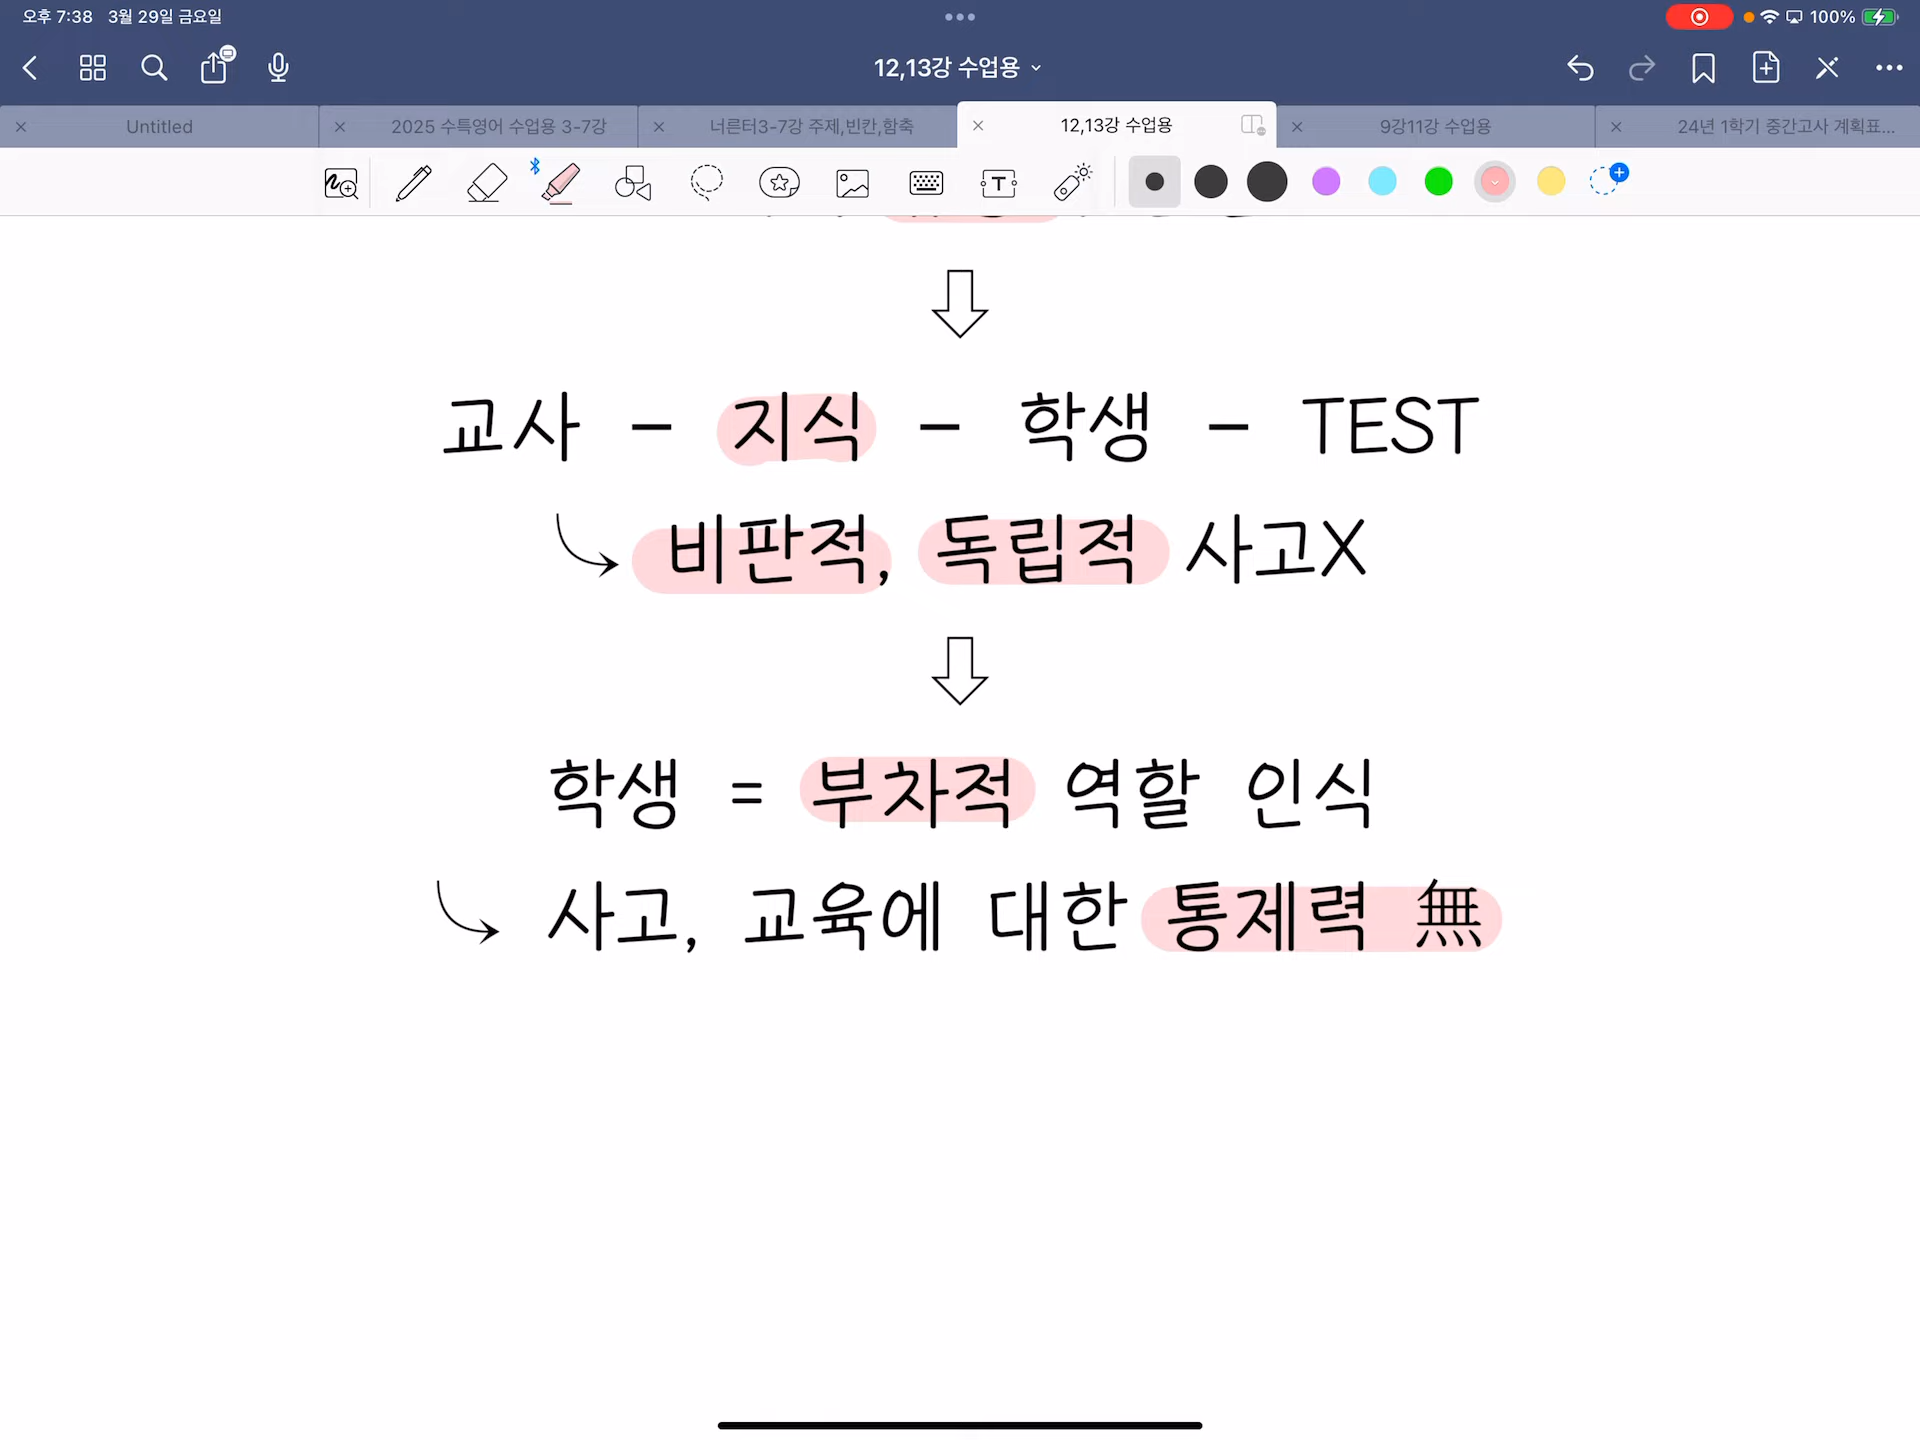 오후 7:38 3월 29일 금요일
100%
12,13강 수업용
Untitled
2025 수특영어 수업용 3-7강
너른터3-7강 주제,빈칸,함축
12,13강 수업용
9강11강 수업용
24년 1학기 중간고사 계획표...
교사 - 지식 - 학생 - TEST
비판적, 독립적 사고X
학생 = 부차적 역할 인식
사고, 교육에 대한 통제력 無